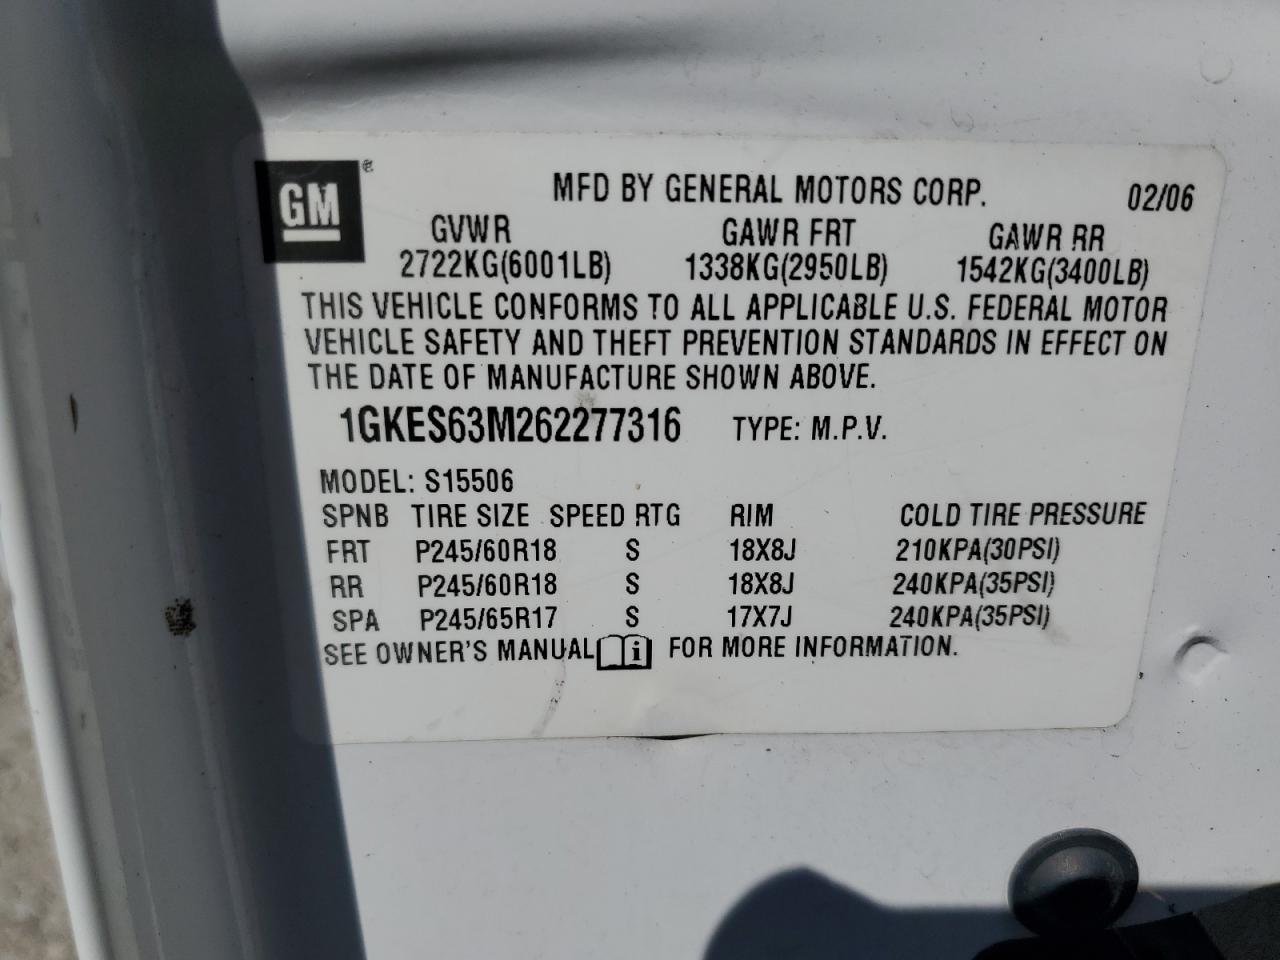 GM®
MFD BY GENERAL MOTORS CORP. 02/06
GVWR GAWR FRT GAWR RR
2722KG(6001LB) 1338KG(2950LB) 1542KG(3400LB)
THIS VEHICLE CONFORMS TO ALL APPLICABLE U.S. FEDERAL MOTOR
VEHICLE SAFETY AND THEFT PREVENTION STANDARDS IN EFFECT ON
THE DATE OF MANUFACTURE SHOWN ABOVE.
1GKES63M262277316 TYPE: M.P.V.
MODEL: S15506
SPNB TIRE SIZE SPEED RTG RIM COLD TIRE PRESSURE
FRT P245/60R18 S 18X8J 210KPA(30PSI)
RR P245/60R18 S 18X8J 240KPA(35PSI)
SPA P245/65R17 S 17X7J 240KPA(35PSI)
SEE OWNER'S MANUAL i FOR MORE INFORMATION.